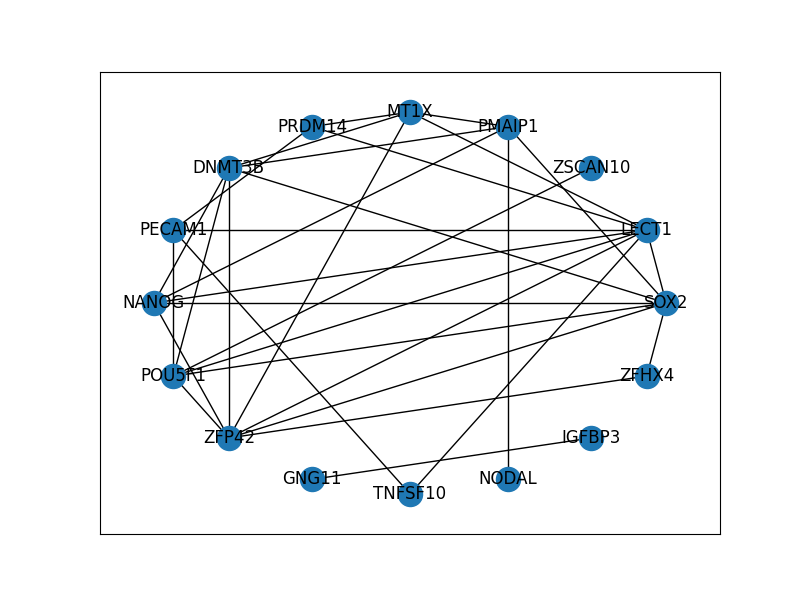 MT1X
PRDM14
PMAIP1
DNMT3B
ZSCAN10
PECAM1
LECT1
NANOG
SOX2
POU5F1
ZFHX4
ZFP42
IGFBP3
GNG11
NODAL
TNFSF10